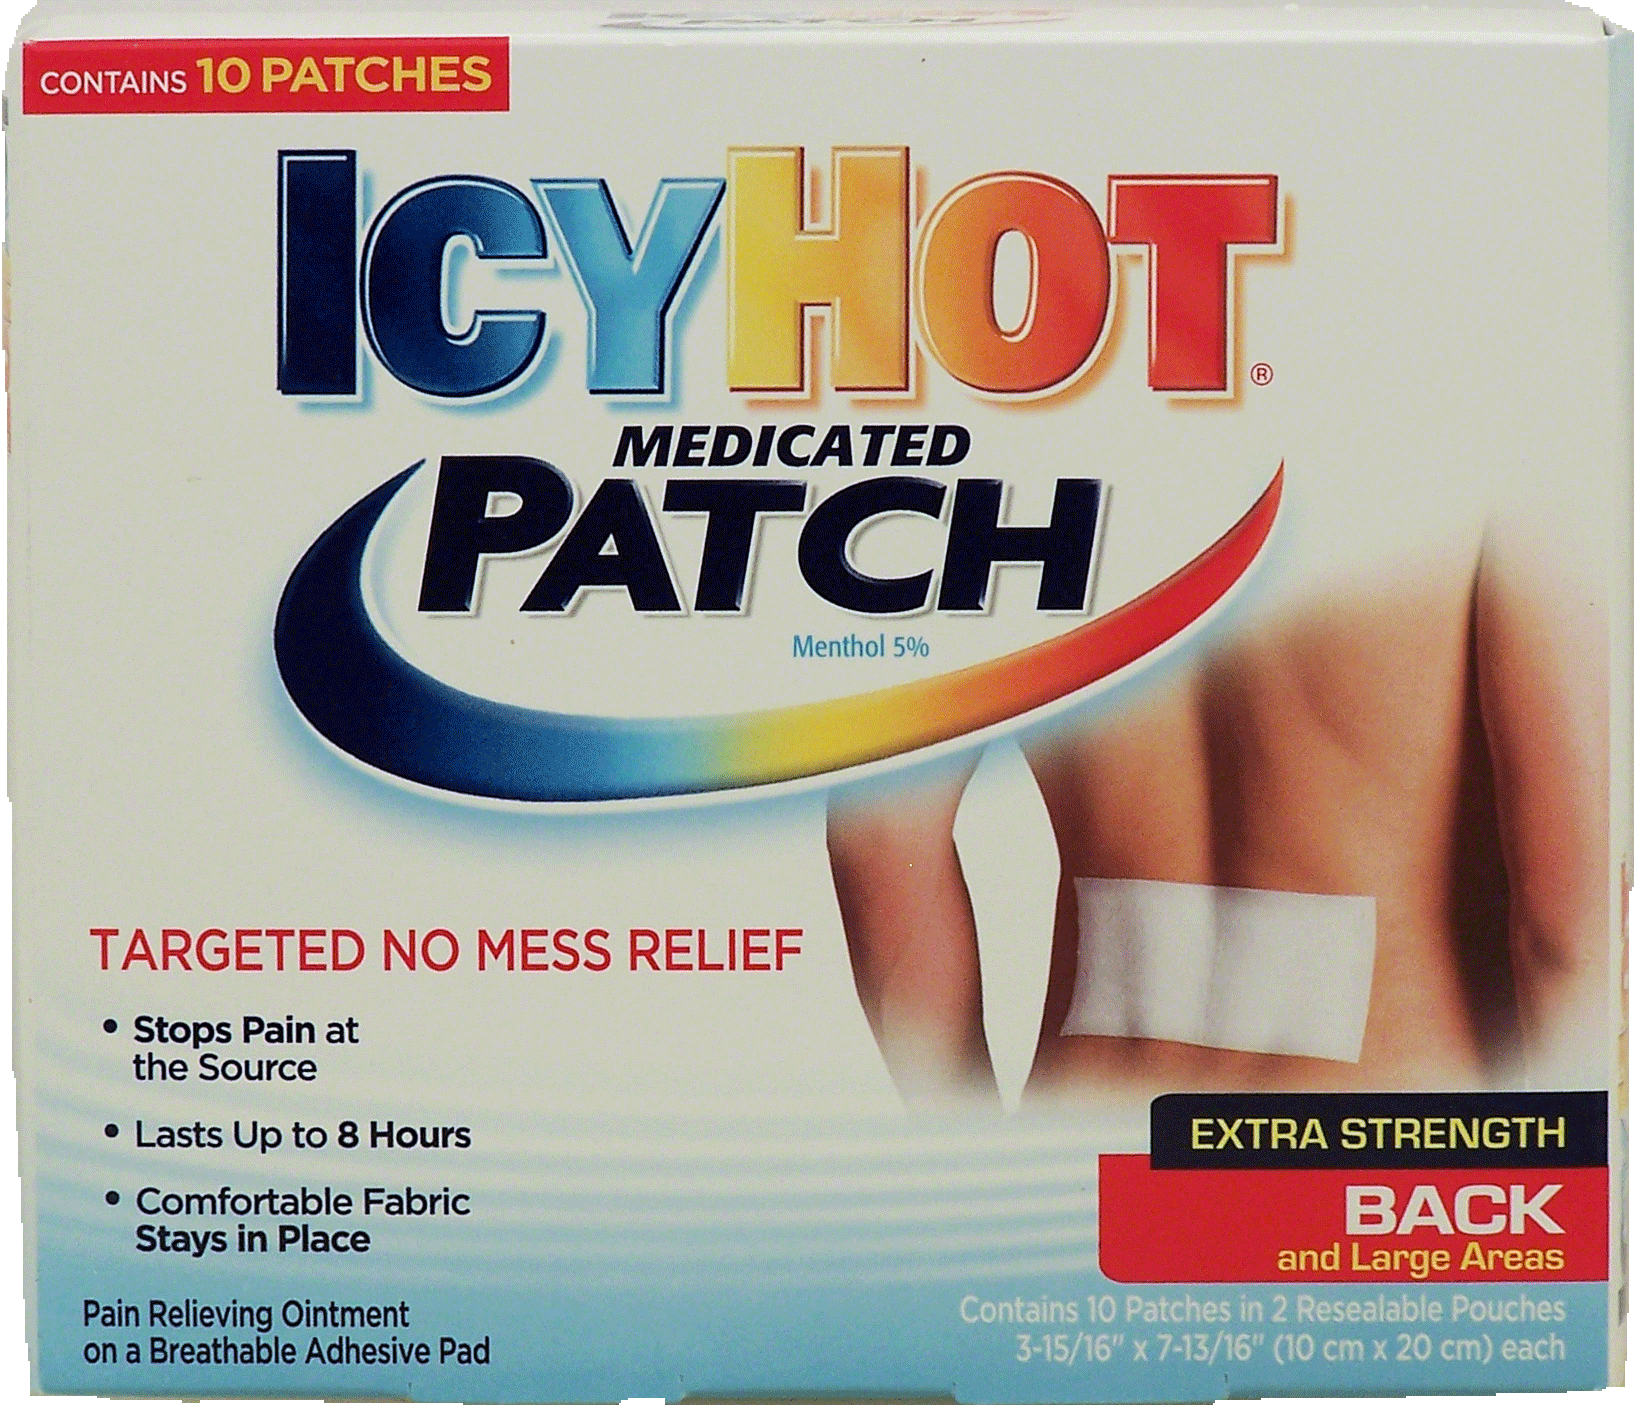 CONTAINS 10 PATCHES
ICYHOT®
MEDICATED
PATCH
Menthol 5%
TARGETED NO MESS RELIEF
• Stops Pain at
the Source
• Lasts Up to 8 Hours
• Comfortable Fabric
Stays in Place
Pain Relieving Ointment
on a Breathable Adhesive Pad
EXTRA STRENGTH
BACK
and Large Areas
Contains 10 Patches in 2 Resealable Pouches
3-15/16" x 7-13/16" (10 cm x 20 cm) each